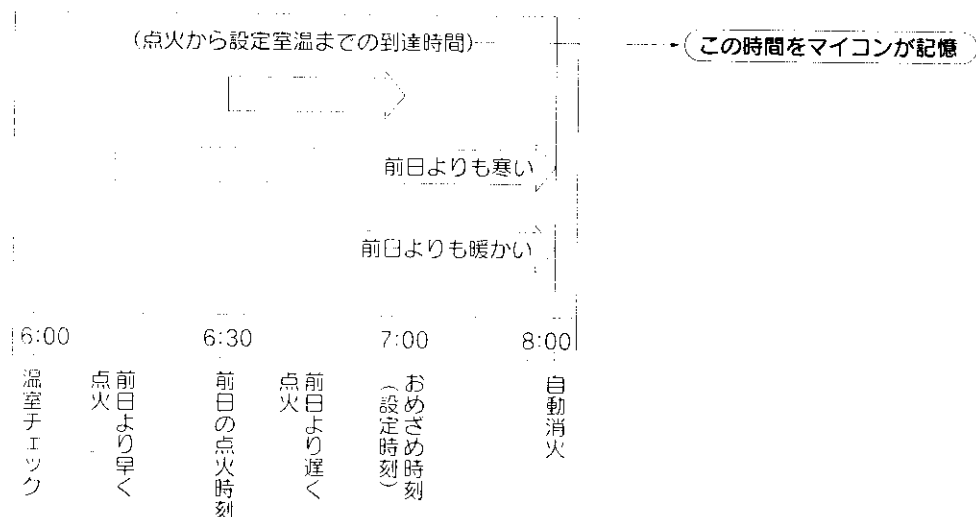 (点火から設定室温までの到達時間)
この時間をマイコンが記憶
前日よりも寒い
前日よりも暖かい
6:00
6:30
7:00
8:00
温室チェック
前日より早く
点火
前日の点火時刻
前日より遅く
点火
おめざめ時刻
(設定時刻)
自動消火